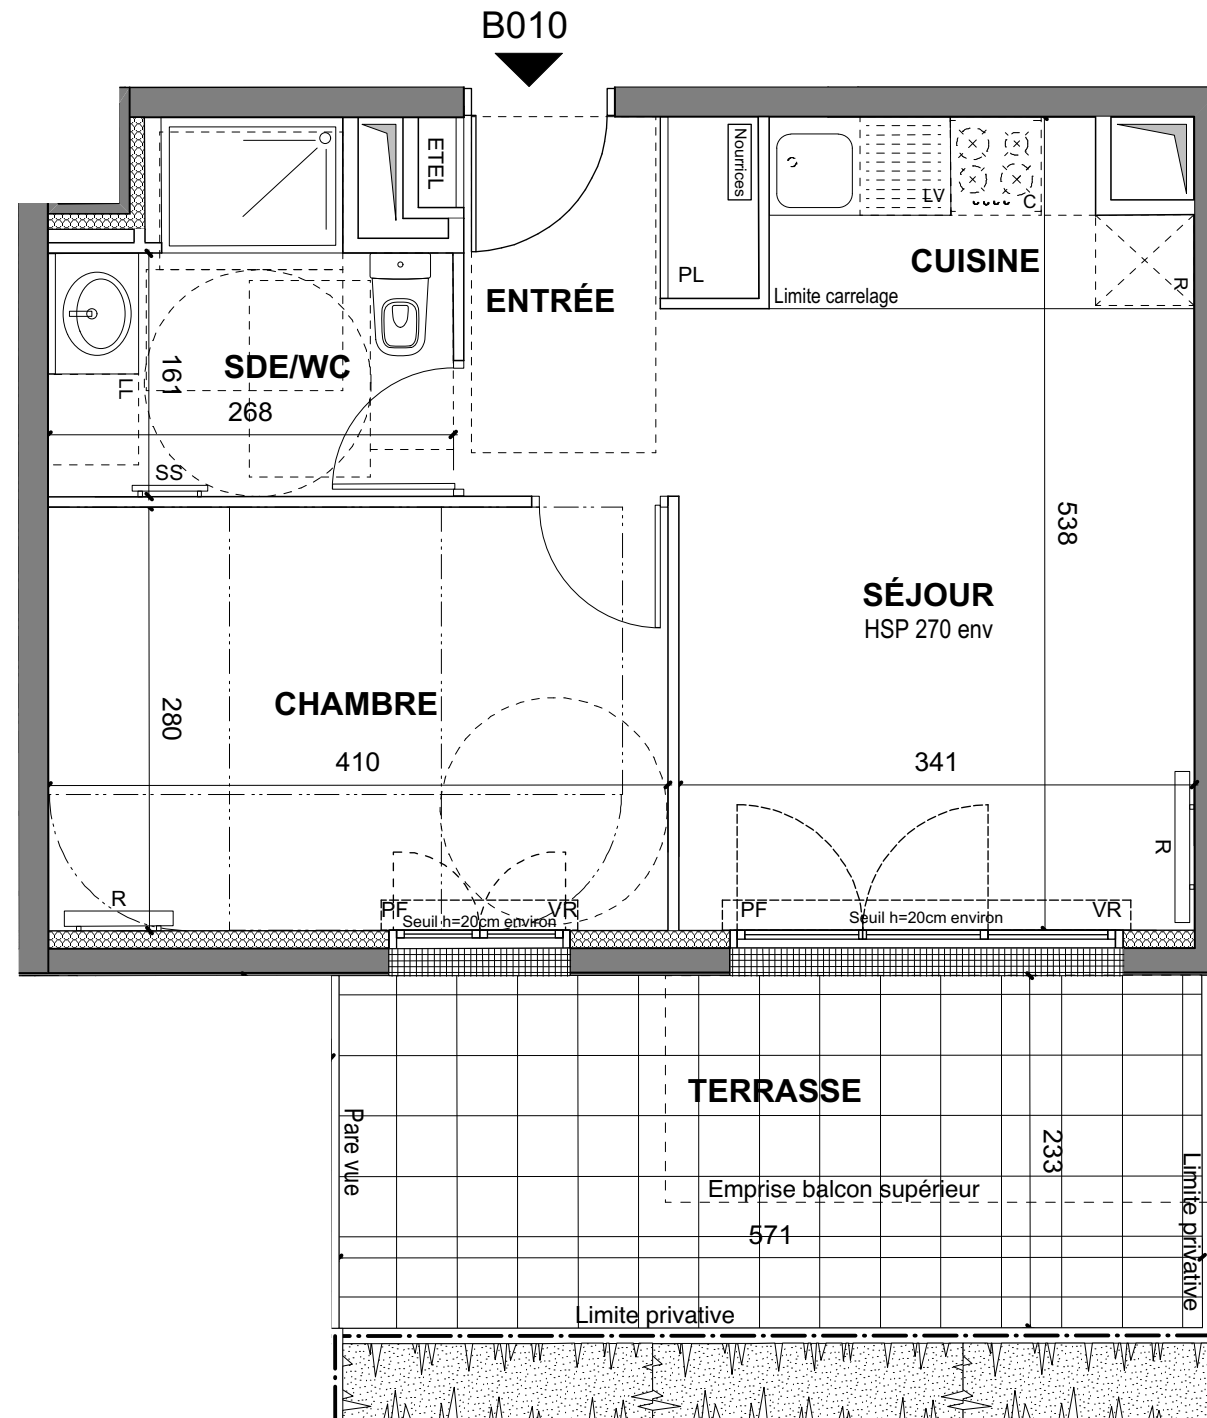 B010
ETEL
Nourrices
LV
C
PL
CUISINE
R
Limite carrelage
ENTRÉE
SDE/WC
161
268
LL
SS
538
SÉJOUR
HSP 270 env
CHAMBRE
280
410
341
R
R
PF
VR
Seuil h=20cm environ
PF
VR
Seuil h=20cm environ
TERRASSE
Pare vue
233
Emprise balcon supérieur
571
Limite privative
Limite privative